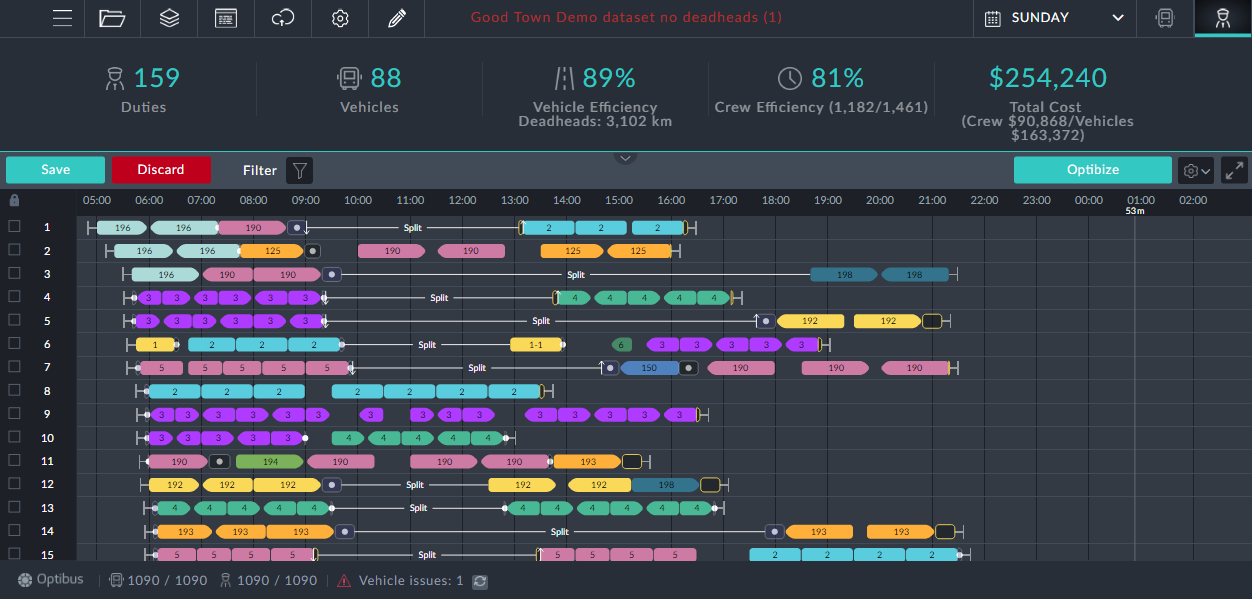 Good Town Demo dataset no deadheads (1)
SUNDAY
159
Duties
88
Vehicles
89%
Vehicle Efficiency
Deadheads: 3,102 km
81%
Crew Efficiency (1,182/1,461)
$254,240
Total Cost
(Crew $90,868/Vehicles
$163,372)
Save Discard Filter Optibize
05:00 06:00 07:00 08:00 09:00 10:00 11:00 12:00 13:00 14:00 15:00 16:00 17:00 18:00 19:00 20:00 21:00 22:00 23:00 00:00 01:00 02:00
53m
1 196 196 190 Split 2 2 2
2 196 196 125 190 190 125 125
3 196 190 190 Split 198 198
4 3 3 3 3 3 3 Split 4 4 4 4 4
5 3 3 3 3 3 3 Split 192 192
6 1 2 2 2 Split 1-1 6 3 3 3 3 3
7 5 5 5 5 5 Split 150 190 190 190
8 2 2 2 2 2 2 2
9 3 3 3 3 3 3 3 3 3 3 3 3 3 3 3
10 3 3 3 3 3 4 4 4 4 4
11 190 194 190 190 190 193
12 192 192 192 Split 192 192 198
13 4 4 4 4 4 Split 4 4 4 4 4 4
14 193 193 193 Split 193 193
15 5 5 5 5 Split 5 5 5 5 2 2 2 2
Optibus 1090 / 1090 1090 / 1090 Vehicle issues: 1